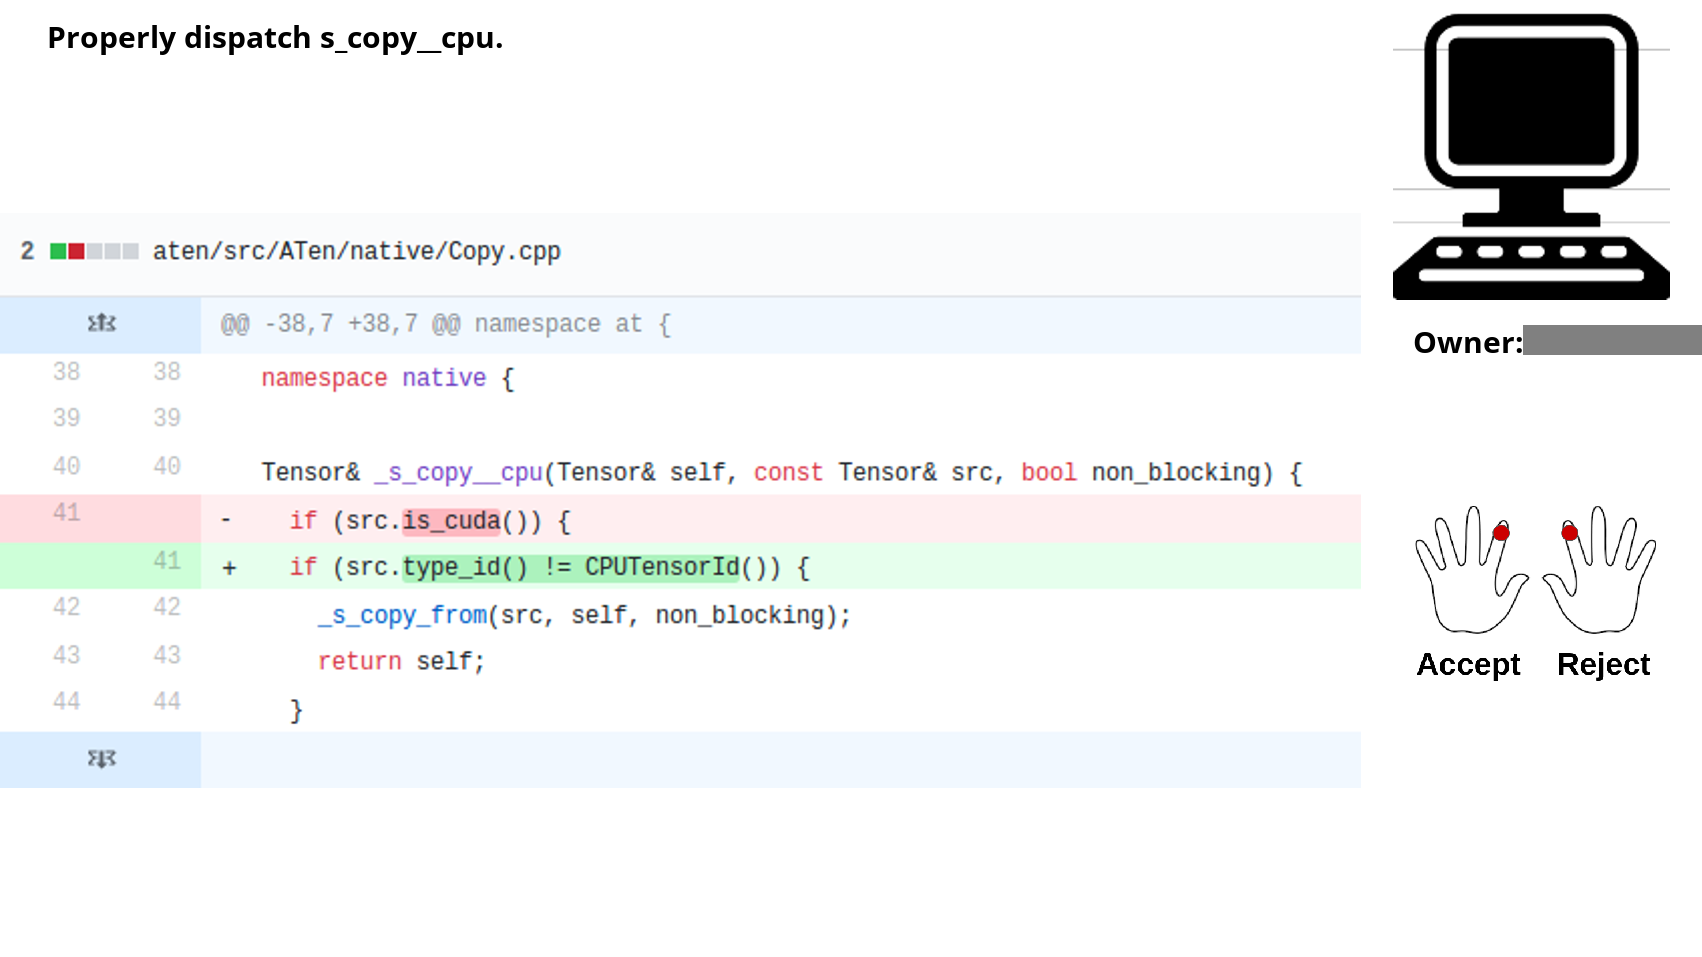 Properly dispatch s_copy__cpu.
2 aten/src/ATen/native/Copy.cpp
@@ -38,7 +38,7 @@ namespace at {
38 38 namespace native {
39 39
40 40 Tensor& _s_copy__cpu(Tensor& self, const Tensor& src, bool non_blocking) {
41 - if (src.is_cuda()) {
41 + if (src.type_id() != CPUTensorId()) {
42 42 _s_copy_from(src, self, non_blocking);
43 43 return self;
44 44 }
Owner:
Accept Reject